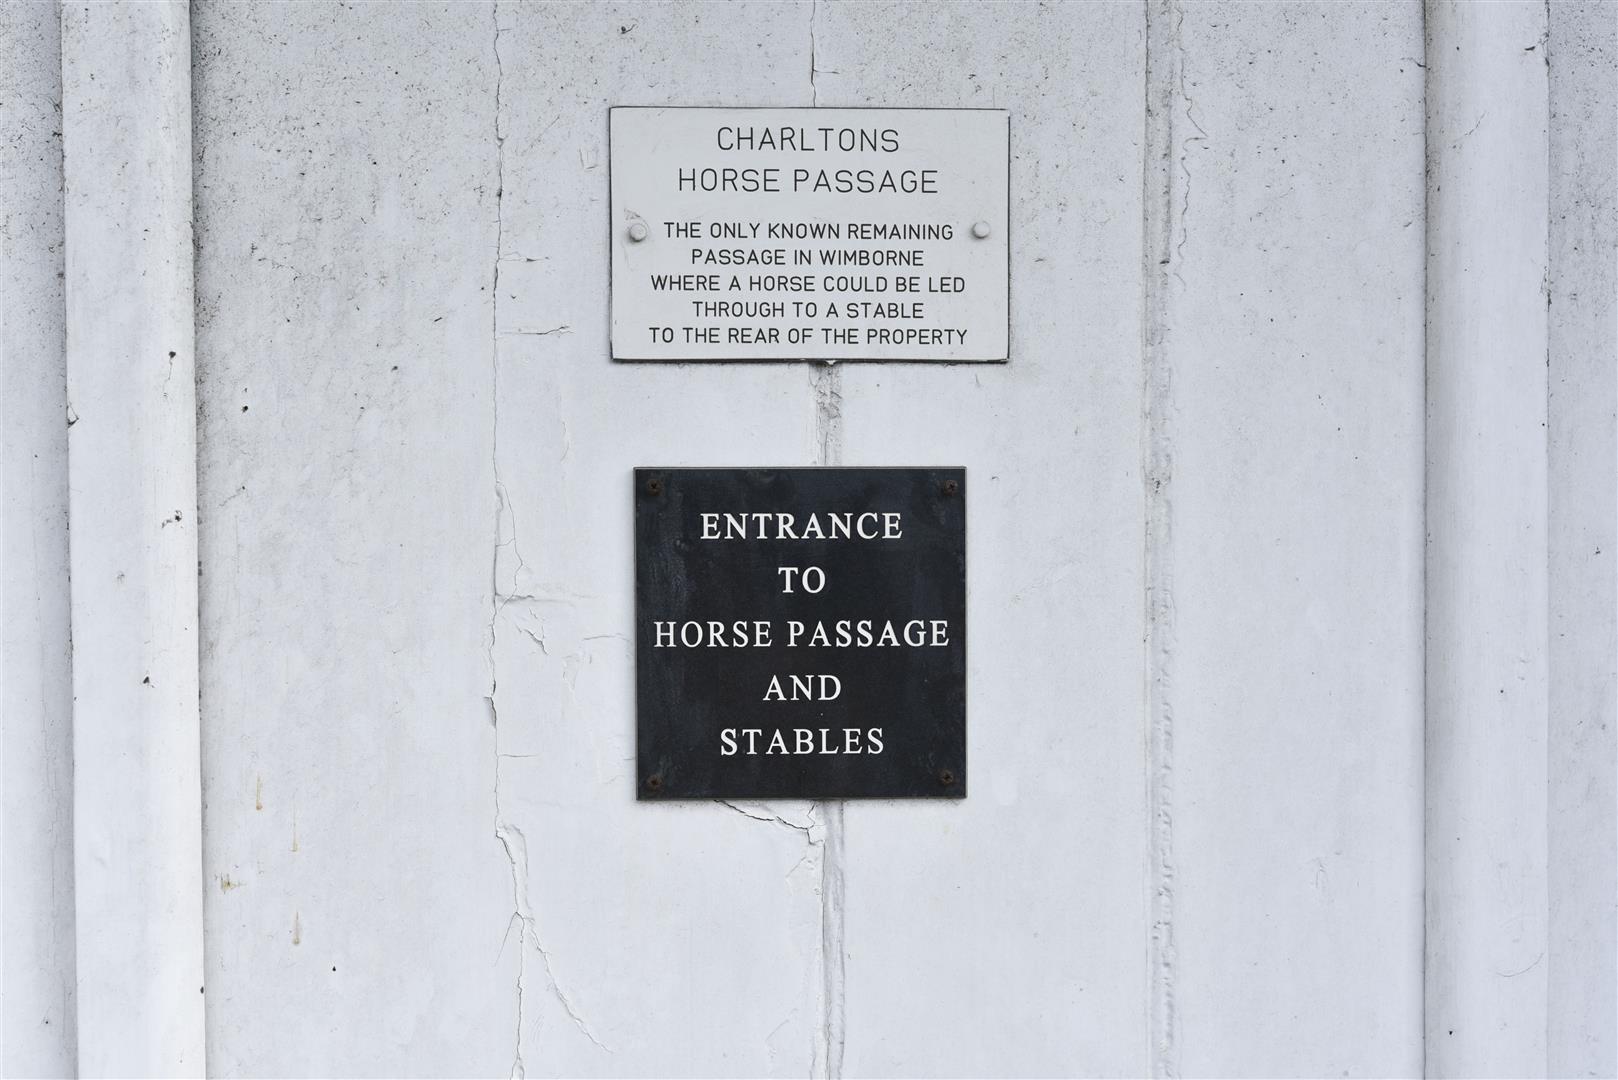 CHARLTONS
HORSE PASSAGE
THE ONLY KNOWN REMAINING
PASSAGE IN WIMBORNE
WHERE A HORSE COULD BE LED
THROUGH TO A STABLE
TO THE REAR OF THE PROPERTY
ENTRANCE
TO
HORSE PASSAGE
AND
STABLES